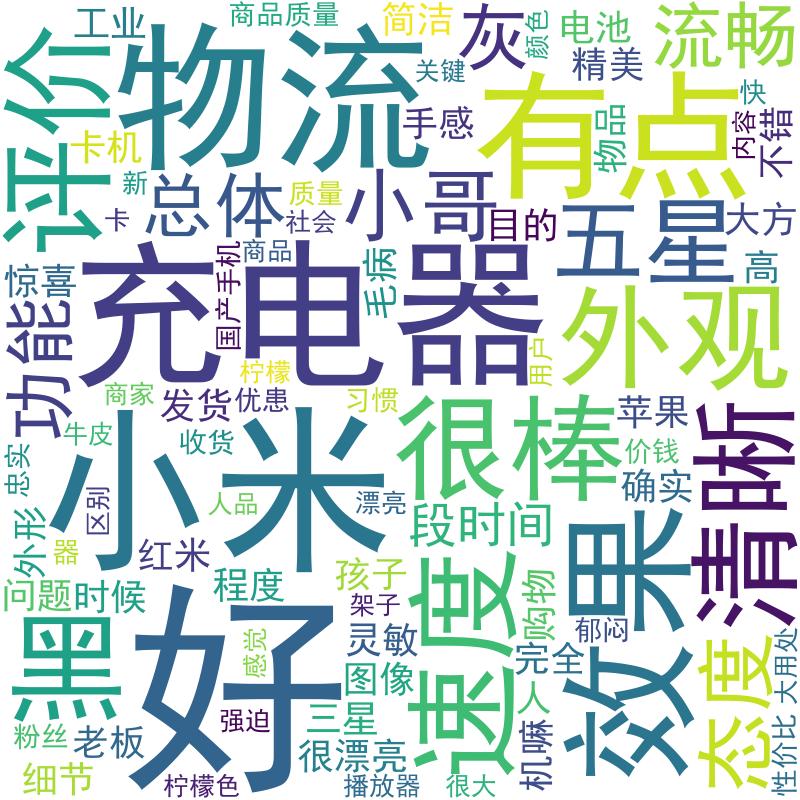 工业
商品质量
简洁
灰
颜色
电池
流畅
评价
物流
关键
精美
有点
快
卡机
手感
物品
内容
不错
新
总体
质量
小哥
卡
社会
目的
五星
大方
惊喜
商品
国产手机
毛病
高
充电器
外观
功能
柠檬
用户
商家
发货
优患
习惯
很棒
苹果
清晰
牛皮
收货
小米
价钱
忠实
确实
外形
区别
人品
漂亮
段时间
效果
器
红米
问题
时候
程度
孩子
速度
购物
架子
郁闷
黑
好
感觉
灵敏
完全
态度
大用处
图像
强迫
三星
人
粉丝
老板
很漂亮
机嘛
性价比
细节
柠檬色
播放器
很大